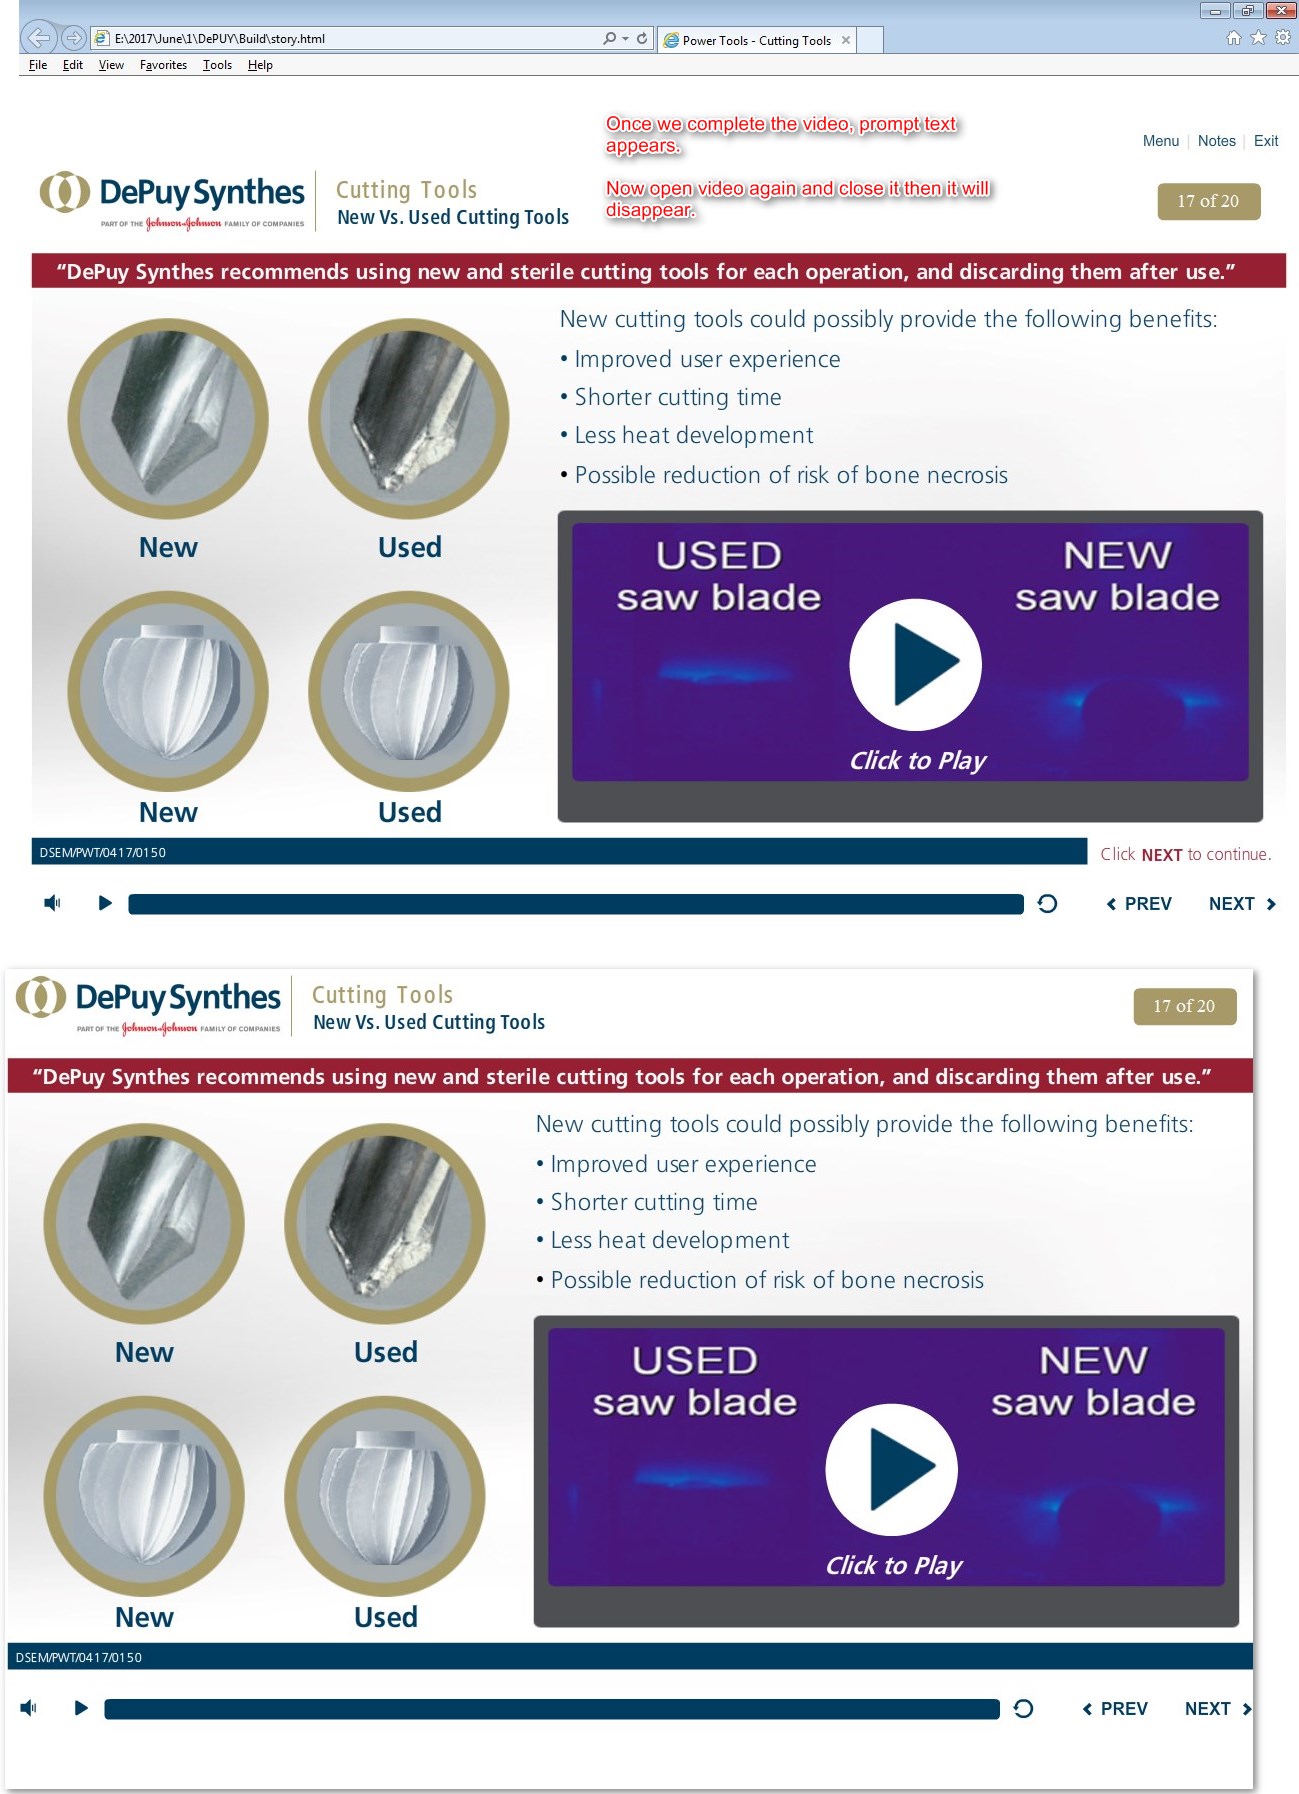 E:\2017\June\1\DePUY\Build\story.html
Power Tools - Cutting Tools
File Edit View Favorites Tools Help
Once we complete the video, prompt text
appears.
Now open video again and close it then it will
disappear.
Menu | Notes | Exit
DePuy Synthes
PART OF THE Johnson & Johnson FAMILY OF COMPANIES
Cutting Tools
New Vs. Used Cutting Tools
17 of 20
“DePuy Synthes recommends using new and sterile cutting tools for each operation, and discarding them after use.”
New
Used
New
Used
New cutting tools could possibly provide the following benefits:
• Improved user experience
• Shorter cutting time
• Less heat development
• Possible reduction of risk of bone necrosis
USED
saw blade
NEW
saw blade
Click to Play
DSEM/PWT/0417/0150
Click NEXT to continue.
PREV
NEXT
DePuy Synthes
PART OF THE Johnson & Johnson FAMILY OF COMPANIES
Cutting Tools
New Vs. Used Cutting Tools
17 of 20
“DePuy Synthes recommends using new and sterile cutting tools for each operation, and discarding them after use.”
New
Used
New
Used
New cutting tools could possibly provide the following benefits:
• Improved user experience
• Shorter cutting time
• Less heat development
• Possible reduction of risk of bone necrosis
USED
saw blade
NEW
saw blade
Click to Play
DSEM/PWT/0417/0150
PREV
NEXT